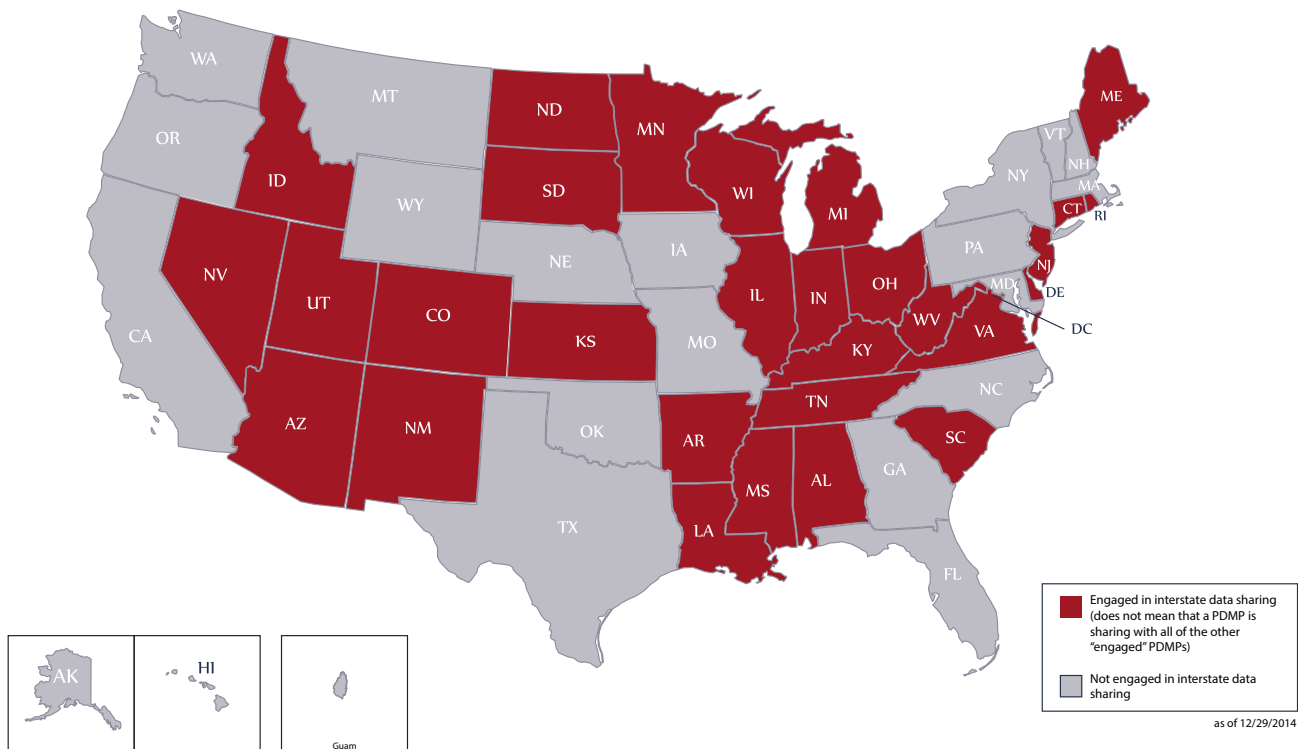 WA
MT
ND
MN
ME
OR
ID
SD
WI
MI
VT
NH
NY
MA
CT
RI
WY
IA
NE
PA
NJ
NV
UT
CO
IL
IN
OH
MD
DE
DC
CA
KS
MO
WV
VA
KY
AZ
NM
OK
AR
TN
NC
SC
MS
AL
GA
TX
LA
FL
AK
HI
Guam
Engaged in interstate data sharing
(does not mean that a PDMP is
sharing with all of the other
“engaged” PDMPs)
Not engaged in interstate data
sharing
as of 12/29/2014